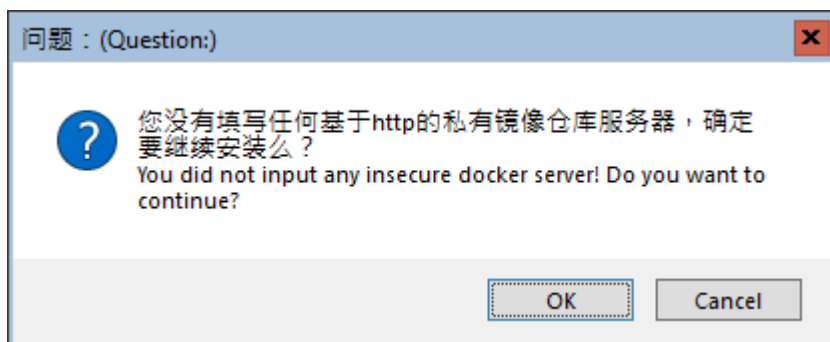 问题：(Question:)
您没有填写任何基于http的私有镜像仓库服务器，确定
要继续安装么？
You did not input any insecure docker server! Do you want to
continue?
OK
Cancel